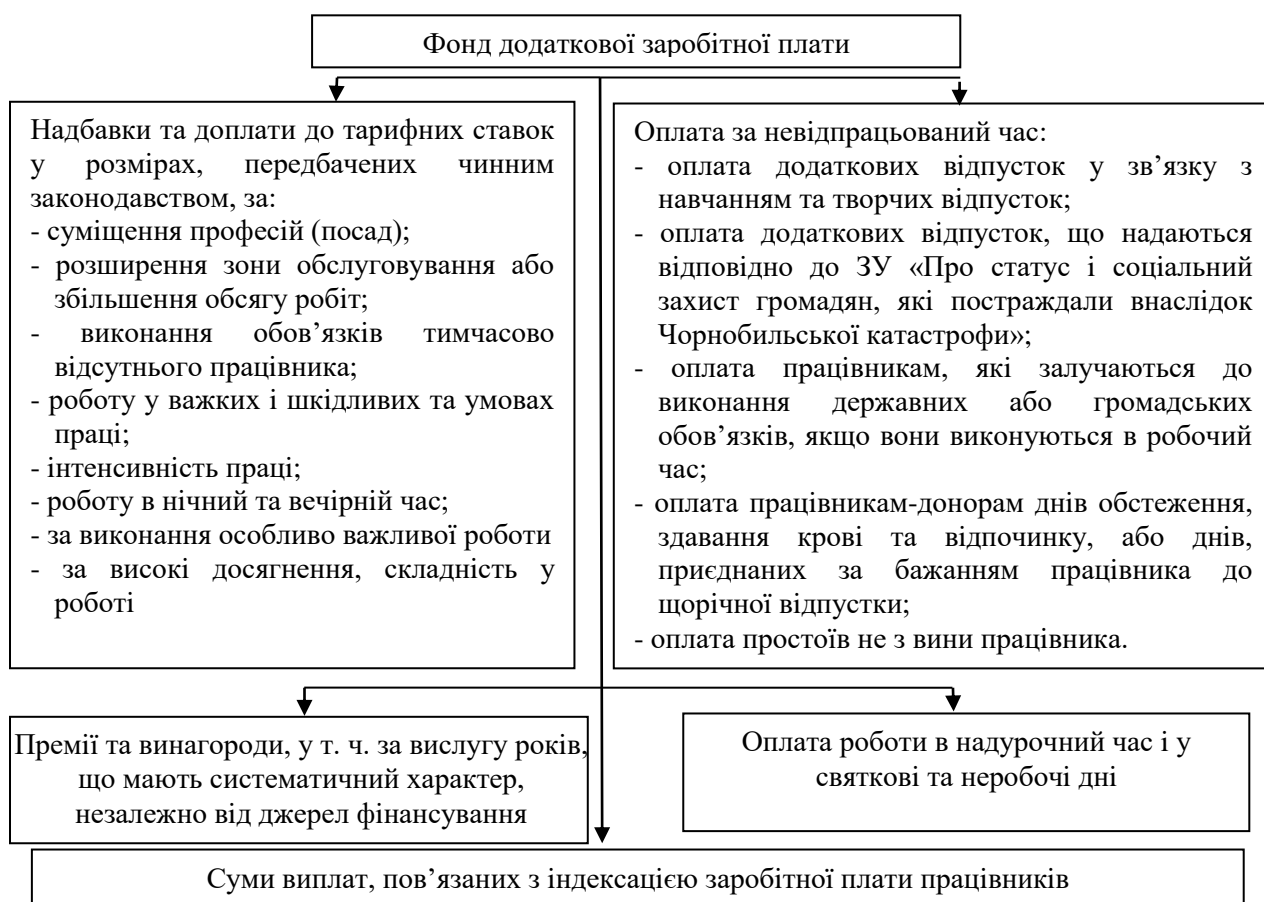 Фонд додаткової заробітної плати
Надбавки та доплати до тарифних ставок
у розмірах, передбачених чинним
законодавством, за:
- суміщення професій (посад);
- розширення зони обслуговування або
збільшення обсягу робіт;
- виконання обов’язків тимчасово
відсутнього працівника;
- роботу у важких і шкідливих та умовах
праці;
- інтенсивність праці;
- роботу в нічний та вечірній час;
- за виконання особливо важливої роботи
- за високі досягнення, складність у
роботі
Оплата за невідпрацьований час:
- оплата додаткових відпусток у зв’язку з
навчанням та творчих відпусток;
- оплата додаткових відпусток, що надаються
відповідно до ЗУ «Про статус і соціальний
захист громадян, які постраждали внаслідок
Чорнобильської катастрофи»;
- оплата працівникам, які залучаються до
виконання державних або громадських
обов’язків, якщо вони виконуються в робочий
час;
- оплата працівникам-донорам днів обстеження,
здавання крові та відпочинку, або днів,
приєднаних за бажанням працівника до
щорічної відпустки;
- оплата простоїв не з вини працівника.
Премії та винагороди, у т. ч. за вислугу років,
що мають систематичний характер,
незалежно від джерел фінансування
Оплата роботи в надурочний час і у
святкові та неробочі дні
Суми виплат, пов’язаних з індексацією заробітної плати працівників